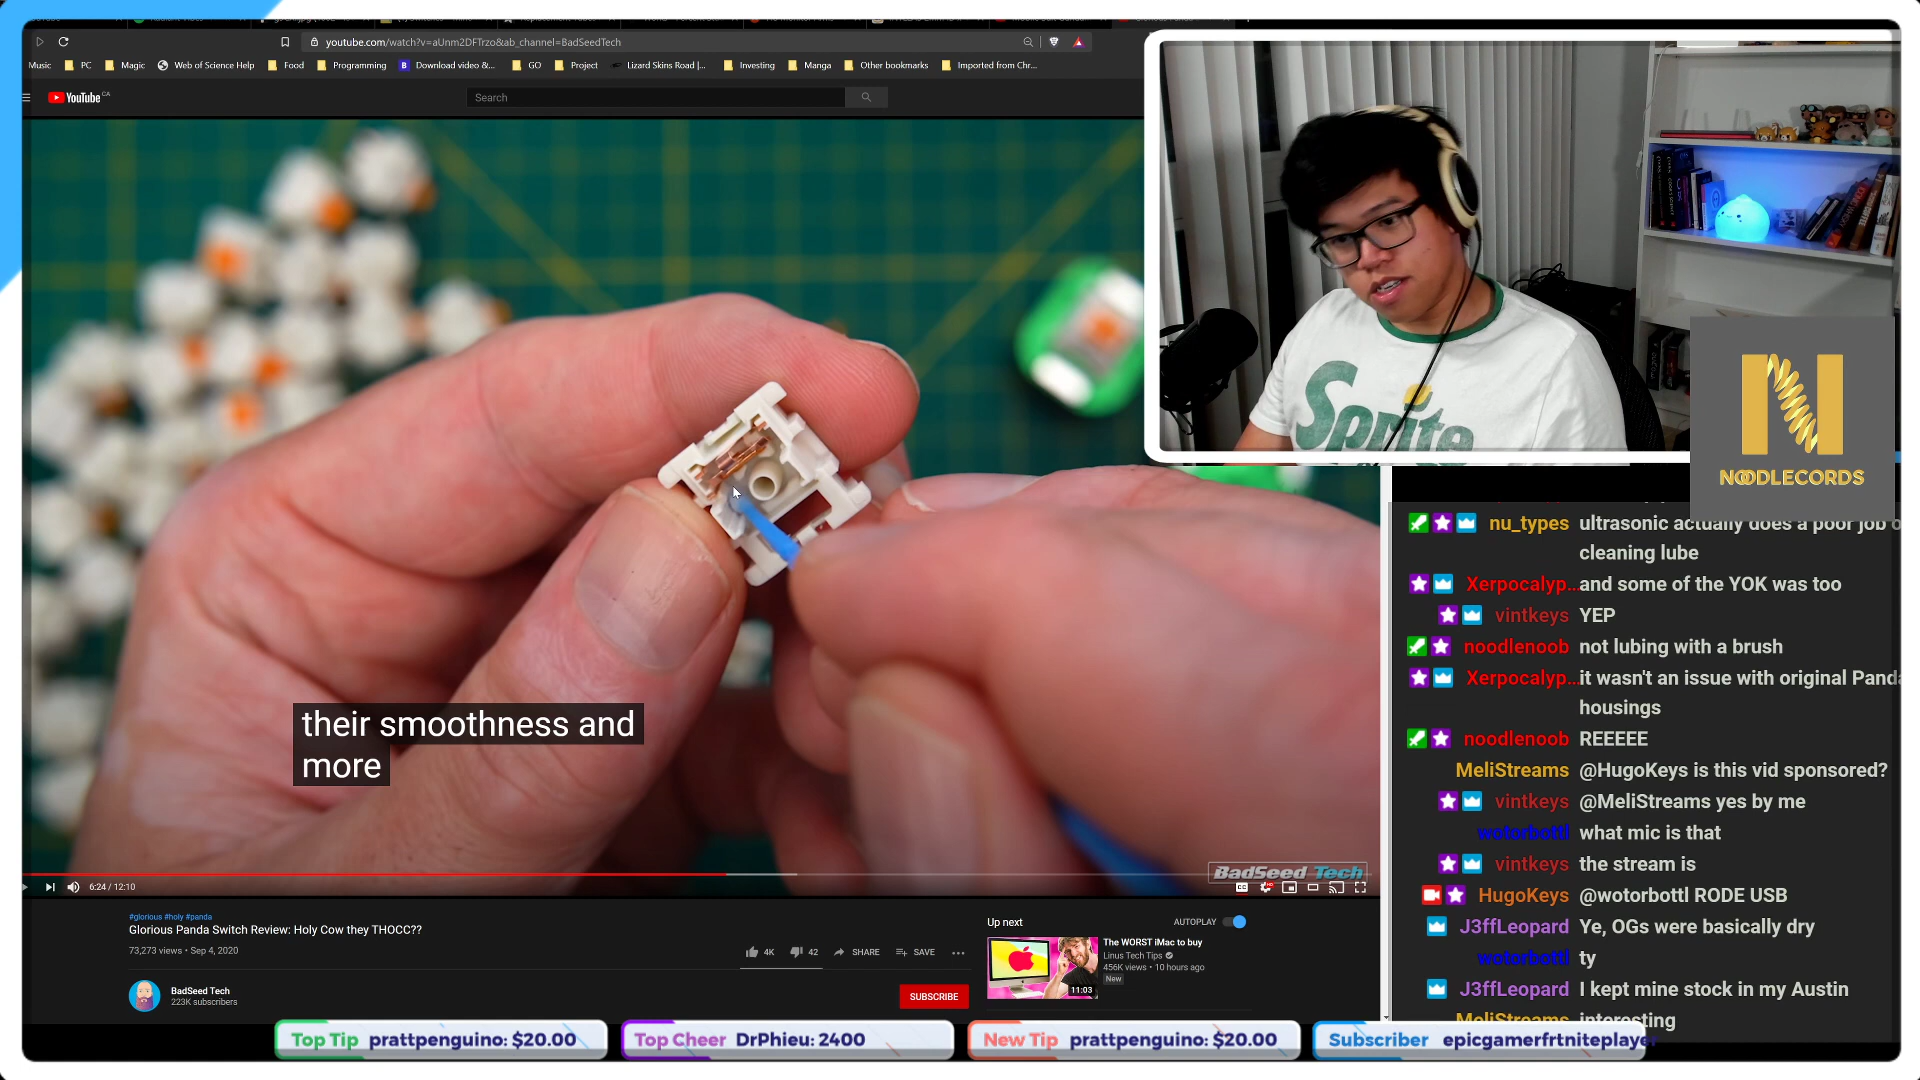 youtube.com/watch?v=aUnm2DFTrzo&ab_channel=BadSeedTech
Music PC Magic Web of Science Help Food Programming Download video &... GO Project Lizard Skins Road |... Investing Manga Other bookmarks Imported from Chr...
YouTube CA
Search
Sprite
NOODLECORDS
their smoothness and
more
BadSeed Tech
6:24 / 12:10
#glorious #holy #panda
Glorious Panda Switch Review: Holy Cow they THOCC??
73,273 views • Sep 4, 2020
4K 42 SHARE SAVE
BadSeed Tech
223K subscribers
SUBSCRIBE
Up next
AUTOPLAY
The WORST iMac to buy
Linus Tech Tips
456K views • 10 hours ago
New
11:03
nu_types ultrasonic actually does a poor job o
cleaning lube
Xerpocalyp... and some of the YOK was too
vintkeys YEP
noodlenoob not lubing with a brush
Xerpocalyp... it wasn't an issue with original Panda
housings
noodlenoob REEEEE
MeliStreams @HugoKeys is this vid sponsored?
vintkeys @MeliStreams yes by me
wotorbottl what mic is that
vintkeys the stream is
HugoKeys @wotorbottl RODE USB
J3ffLeopard Ye, OGs were basically dry
wotorbottl ty
J3ffLeopard I kept mine stock in my Austin
MeliStreams interesting
Top Tip prattpenguino: $20.00
Top Cheer DrPhieu: 2400
New Tip prattpenguino: $20.00
Subscriber epicgamerfrtniteplayer